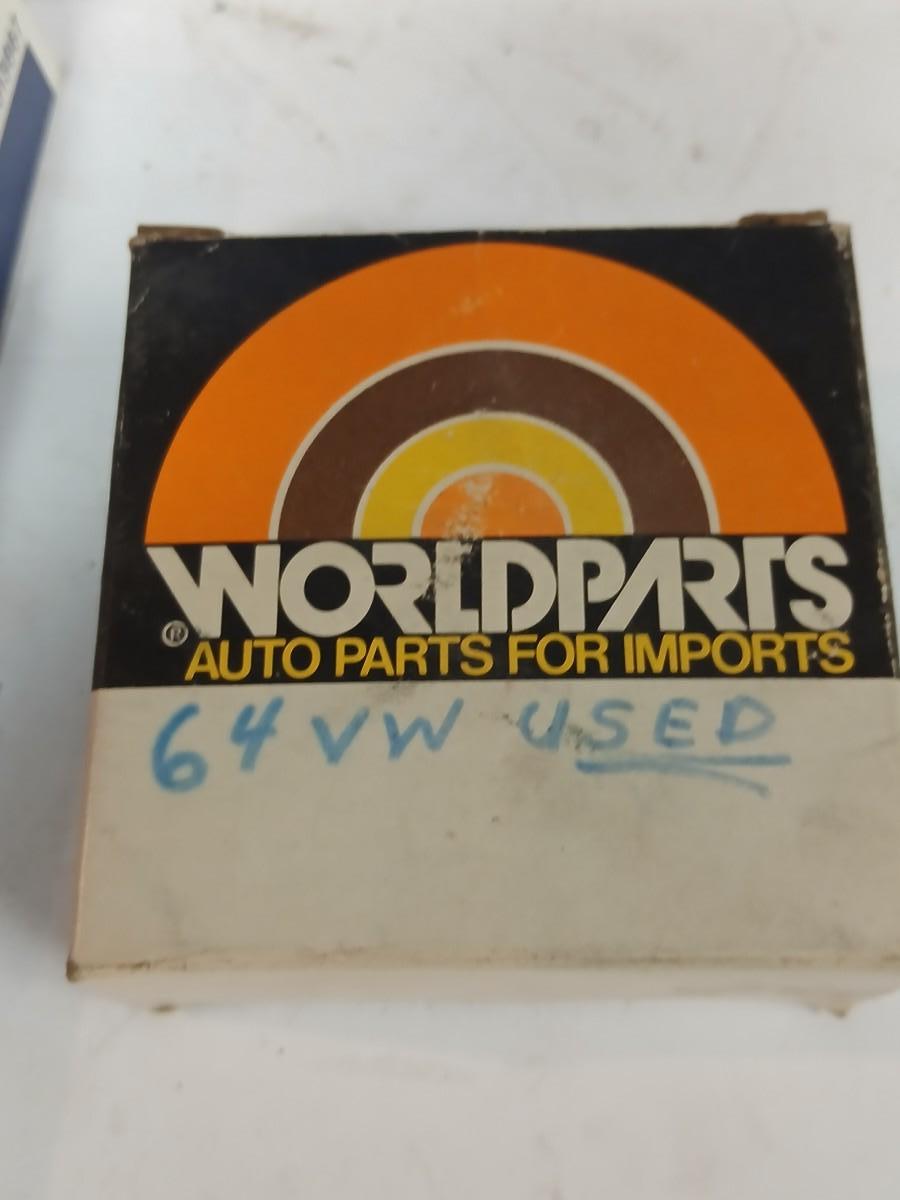 WORLDPARTS
®
AUTO PARTS FOR IMPORTS
64 VW USED